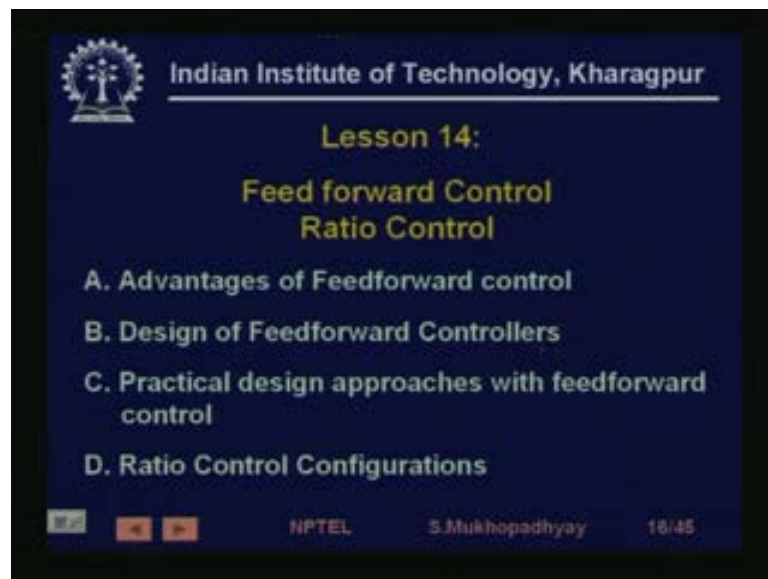 Indian Institute of Technology, Kharagpur
Lesson 14:
Feed forward Control
Ratio Control
A. Advantages of Feedforward control
B. Design of Feedforward Controllers
C. Practical design approaches with feedforward
control
D. Ratio Control Configurations
NPTEL S.Mukhopadhyay 16/45